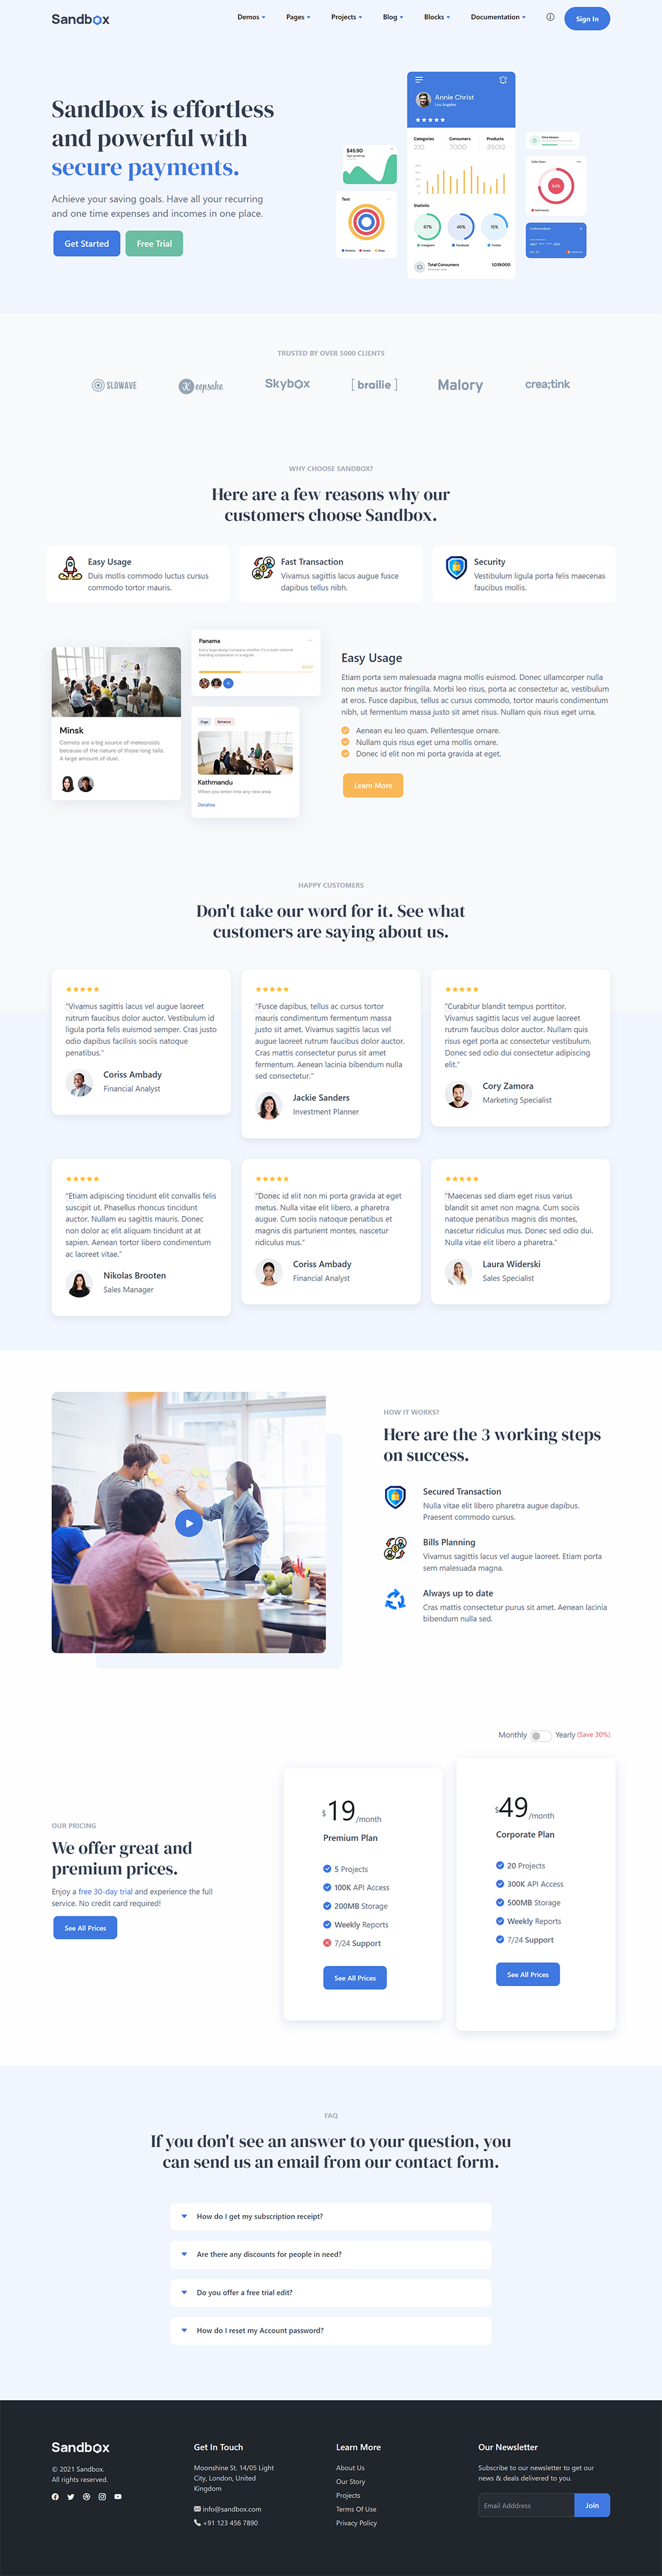 Sandbox
Demos
Pages
Projects
Blog
Blocks
Documentation
Sign In
Sandbox is effortless
and powerful with
secure payments.
Achieve your saving goals. Have all your recurring
and one time expenses and incomes in one place.
Get Started
Free Trial
Annie Christ
Los Angeles
$45.90
Categories
Consumers
Products
210
7000
35012
Statistic
67%
46%
15%
Instagram
Facebook
Twitter
Total Consumers
Text
TRUSTED BY OVER 5000 CLIENTS
SLOWAVE
Keepsake
Skybox
[ brailie ]
Malory
crea;tink
WHY CHOOSE SANDBOX?
Here are a few reasons why our
customers choose Sandbox.
Easy Usage
Duis mollis commodo luctus cursus
commodo tortor mauris.
Fast Transaction
Vivamus sagittis lacus augue fusce
dapibus tellus nibh.
Security
Vestibulum ligula porta felis maecenas
faucibus mollis.
Minsk
Comets are a big source of meteoroids
because of the nature of those long tails.
A large amount of dust.
Panama
Every large design company whether it's a multi-national
branding corporation or a regular
Kathmandu
When you enter into any new area
Detailes
Easy Usage
Etiam porta sem malesuada magna mollis euismod. Donec ullamcorper nulla
non metus auctor fringilla. Morbi leo risus, porta ac consectetur ac, vestibulum
at eros. Fusce dapibus, tellus ac cursus commodo, tortor mauris condimentum
nibh, ut fermentum massa justo sit amet risus. Nullam quis risus eget urna.
Aenean eu leo quam. Pellentesque ornare.
Nullam quis risus eget urna mollis ornare.
Donec id elit non mi porta gravida at eget.
Learn More
HAPPY CUSTOMERS
Don't take our word for it. See what
customers are saying about us.
"Vivamus sagittis lacus vel augue laoreet
rutrum faucibus dolor auctor. Vestibulum id
ligula porta felis euismod semper. Cras justo
odio dapibus facilisis sociis natoque
penatibus."
Coriss Ambady
Financial Analyst
"Fusce dapibus, tellus ac cursus tortor
mauris condimentum fermentum massa
justo sit amet. Vivamus sagittis lacus vel
augue laoreet rutrum faucibus dolor auctor.
Cras mattis consectetur purus sit amet
fermentum. Aenean lacinia bibendum nulla
sed consectetur."
Jackie Sanders
Investment Planner
"Curabitur blandit tempus porttitor.
Vivamus sagittis lacus vel augue laoreet
rutrum faucibus dolor auctor. Nullam quis
risus eget porta ac consectetur vestibulum.
Donec sed odio dui consectetur adipiscing
elit."
Cory Zamora
Marketing Specialist
"Etiam adipiscing tincidunt elit convallis felis
suscipit ut. Phasellus rhoncus tincidunt
auctor. Nullam eu sagittis mauris. Donec
non dolor ac elit aliquam tincidunt at at
sapien. Aenean tortor libero condimentum
ac laoreet vitae."
Nikolas Brooten
Sales Manager
"Donec id elit non mi porta gravida at eget
metus. Nulla vitae elit libero, a pharetra
augue. Cum sociis natoque penatibus et
magnis dis parturient montes, nascetur
ridiculus mus."
Coriss Ambady
Financial Analyst
"Maecenas sed diam eget risus varius
blandit sit amet non magna. Cum sociis
natoque penatibus magnis dis montes,
nascetur ridiculus mus. Donec sed odio dui.
Nulla vitae elit libero a pharetra."
Laura Widerski
Sales Specialist
HOW IT WORKS?
Here are the 3 working steps
on success.
Secured Transaction
Nulla vitae elit libero pharetra augue dapibus.
Praesent commodo cursus.
Bills Planning
Vivamus sagittis lacus vel augue laoreet. Etiam porta
sem malesuada magna.
Always up to date
Cras mattis consectetur purus sit amet. Aenean lacinia
bibendum nulla sed.
Monthly
Yearly (Save 30%)
OUR PRICING
We offer great and
premium prices.
Enjoy a free 30-day trial and experience the full
service. No credit card required!
See All Prices
$19/month
Premium Plan
5 Projects
100K API Access
200MB Storage
Weekly Reports
7/24 Support
See All Prices
$49/month
Corporate Plan
20 Projects
300K API Access
500MB Storage
Weekly Reports
7/24 Support
See All Prices
FAQ
If you don't see an answer to your question, you
can send us an email from our contact form.
How do I get my subscription receipt?
Are there any discounts for people in need?
Do you offer a free trial edit?
How do I reset my Account password?
Sandbox
© 2021 Sandbox.
All rights reserved.
Get In Touch
Moonshine St. 14/05 Light
City, London, United
Kingdom
info@sandbox.com
+91 123 456 7890
Learn More
About Us
Our Story
Projects
Terms Of Use
Privacy Policy
Our Newsletter
Subscribe to our newsletter to get our
news & deals delivered to you.
Email Adddress
Join